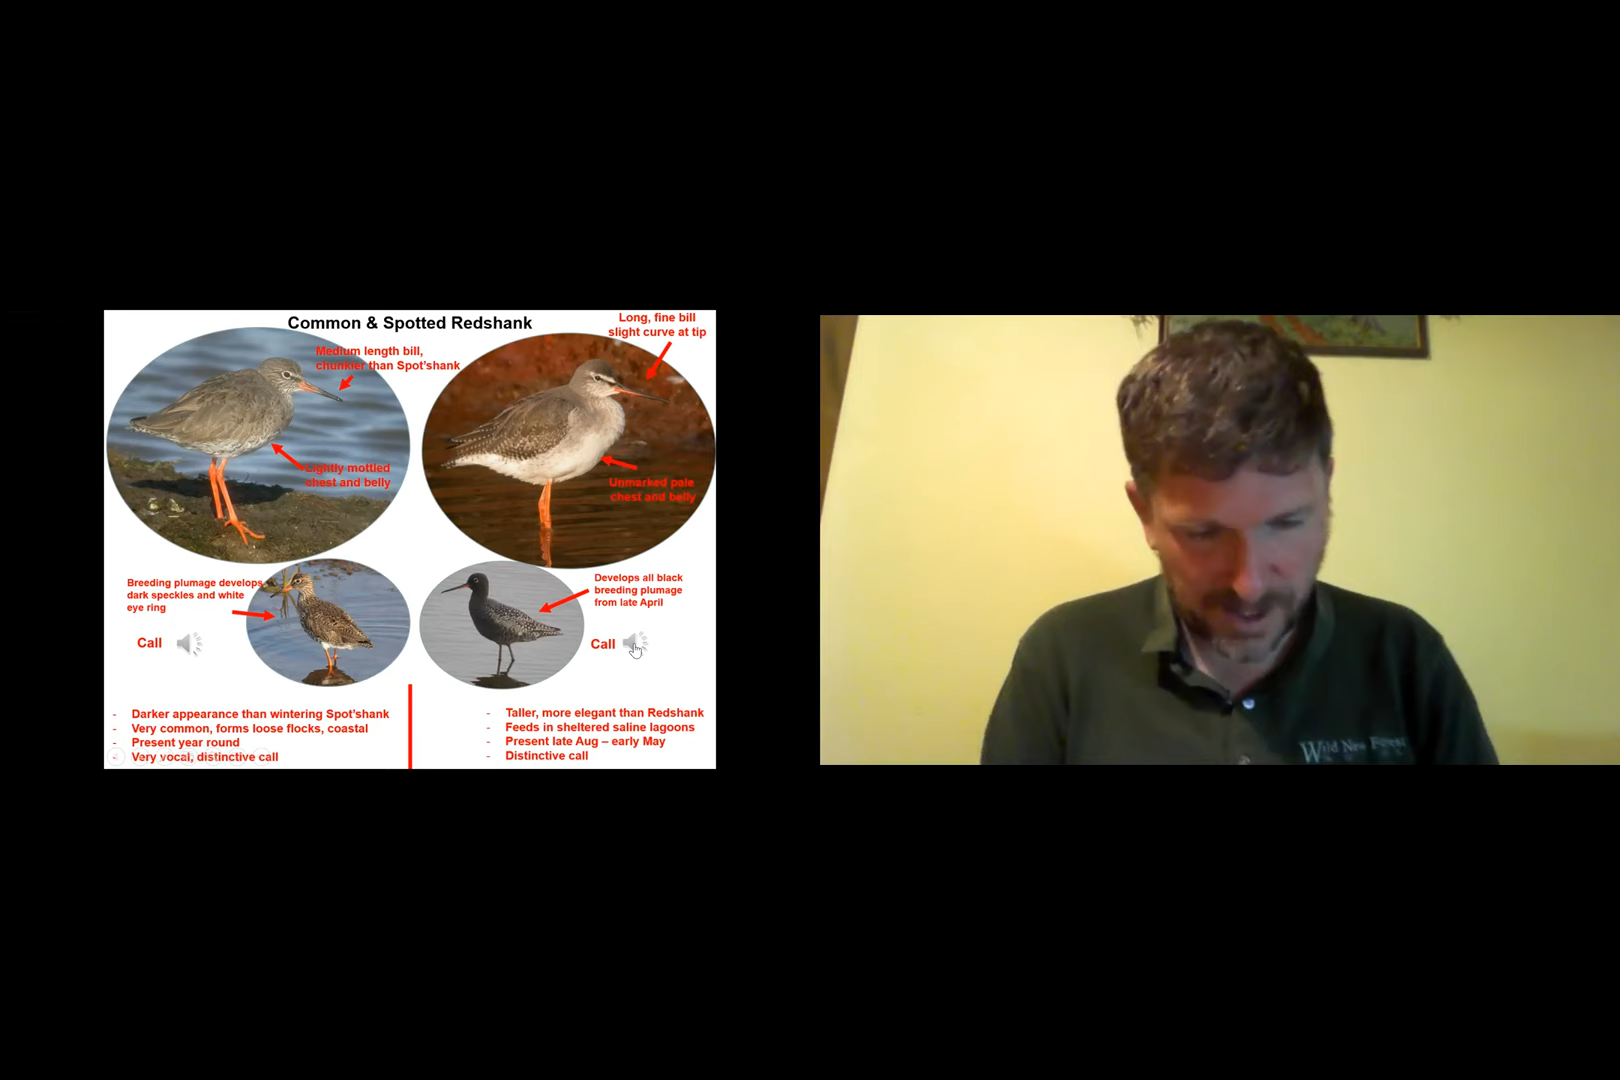 Common & Spotted Redshank
Long, fine bill
slight curve at tip
Medium length bill,
chunkier than Spot'shank
Lightly mottled
chest and belly
Unmarked pale
chest and belly
Breeding plumage develops
dark speckles and white
eye ring
Develops all black
breeding plumage
from late April
Call
Call
- Darker appearance than wintering Spot'shank
- Very common, forms loose flocks, coastal
- Present year round
- Very vocal, distinctive call
- Taller, more elegant than Redshank
- Feeds in sheltered saline lagoons
- Present late Aug – early May
- Distinctive call
Wild New Forest